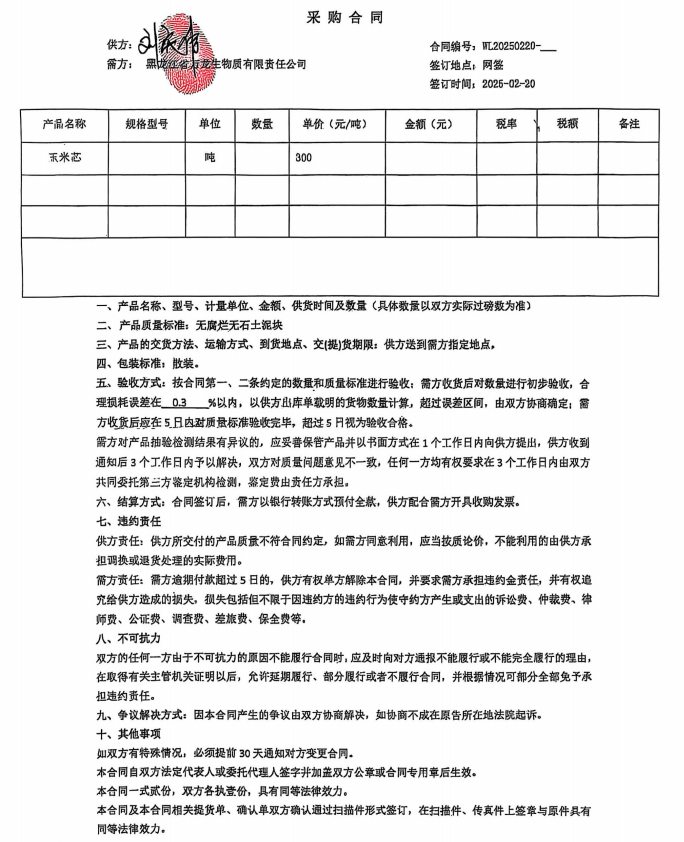 采 购 合 同
供方：刘庆伟
合同编号：WL20250220-___
需方： 黑龙江省万龙生物质有限责任公司
签订地点：网签
签订时间：2025-02-20
产品名称 规格型号 单位 数量 单价（元/吨） 金额（元） 税率 税额 备注
玉米芯 吨 300
一、产品名称、型号、计量单位、金额、供货时间及数量（具体数量以双方实际过磅数为准）
二、产品质量标准：无腐烂无石土泥块
三、产品的交货方法、运输方式、到货地点、交(提)货期限：供方送到需方指定地点。
四、包装标准：散装。
五、验收方式：按合同第一、二条约定的数量和质量标准进行验收；需方收货后对数量进行初步验收，合
理损耗误差在__0.3___%以内，以供方出库单载明的货物数量计算，超过误差区间，由双方协商确定；需
方收货后应在 5 日内对质量标准验收完毕，超过 5 日视为验收合格。
需方对产品抽验检测结果有异议的，应妥善保管产品并以书面方式在 1 个工作日内向供方提出，供方收到
通知后 3 个工作日内予以解决，双方对质量问题意见不一致，任何一方均有权要求在 3 个工作日内由双方
共同委托第三方鉴定机构检测，鉴定费由责任方承担。
六、结算方式：合同签订后，需方以银行转账方式预付全款，供方配合需方开具收购发票。
七、违约责任
供方责任：供方所交付的产品质量不符合同约定，如需方同意利用，应当按质论价，不能利用的由供方承
担调换或退货处理的实际费用。
需方责任：需方逾期付款超过 5 日的，供方有权单方解除本合同，并要求需方承担违约金责任，并有权追
究给供方造成的损失，损失包括但不限于因违约方的违约行为使守约方产生或支出的诉讼费、仲裁费、律
师费、公证费、调查费、差旅费、保全费等。
八、不可抗力
双方的任何一方由于不可抗力的原因不能履行合同时，应及时向对方通报不能履行或不能完全履行的理由，
在取得有关主管机关证明以后，允许延期履行、部分履行或者不履行合同，并根据情况可部分全部免予承
担违约责任。
九、争议解决方式：因本合同产生的争议由双方协商解决，如协商不成在原告所在地法院起诉。
十、其他事项
如双方有特殊情况，必须提前 30 天通知对方变更合同。
本合同自双方法定代表人或委托代理人签字并加盖双方公章或合同专用章后生效。
本合同一式贰份，双方各执壹份，具有同等法律效力。
本合同及本合同相关提货单、确认单双方确认通过扫描件形式签订，在扫描件、传真件上签章与原件具有
同等法律效力。